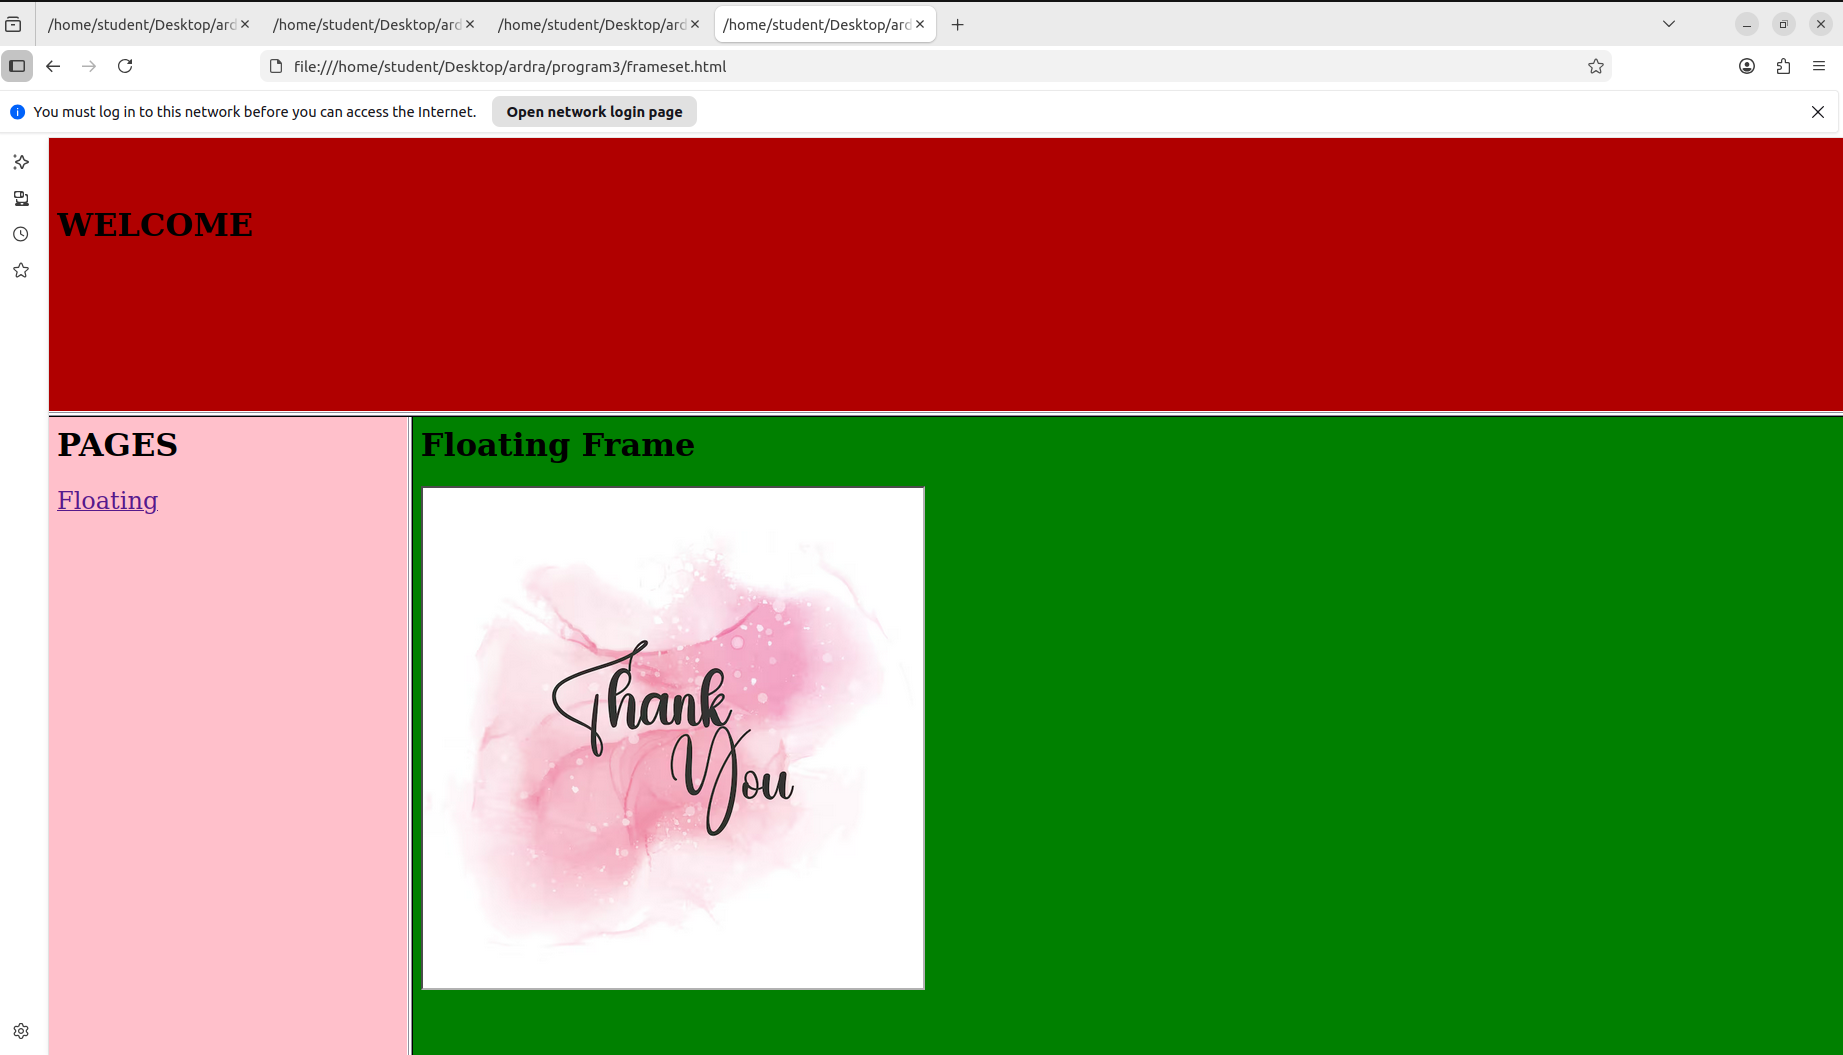 /home/student/Desktop/ard
/home/student/Desktop/ard
/home/student/Desktop/ard
/home/student/Desktop/ard
file:///home/student/Desktop/ardra/program3/frameset.html
You must log in to this network before you can access the Internet.
Open network login page
WELCOME
PAGES
Floating
Floating Frame
Thank
You